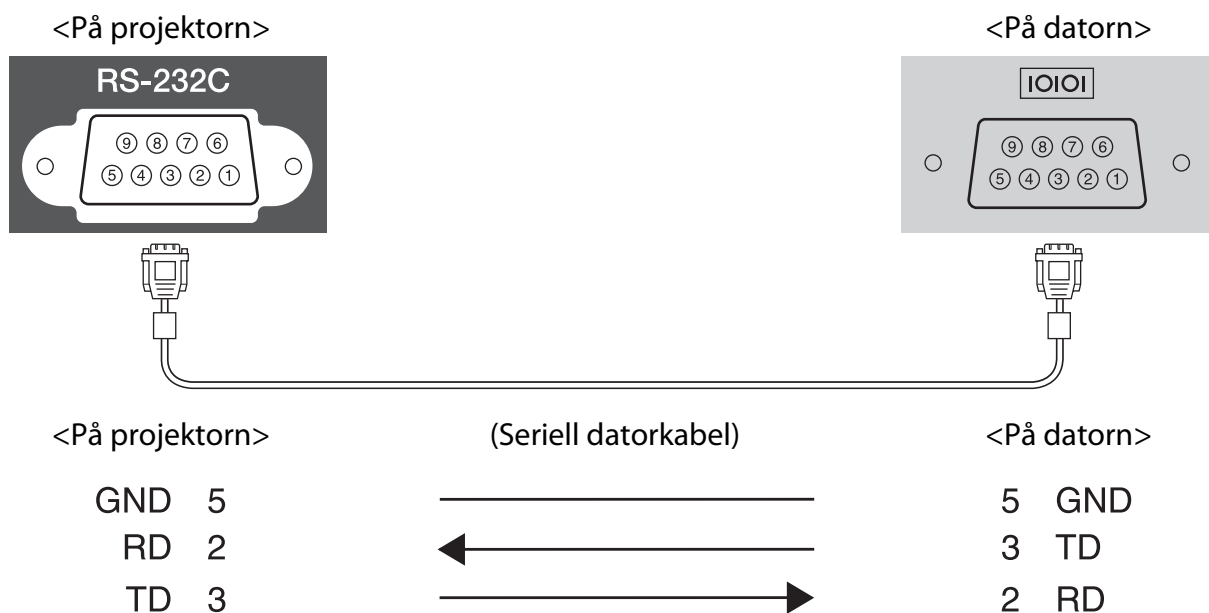 <På projektorn> <På datorn>
RS-232C IOIOI
⑨ ⑧ ⑦ ⑥ ⑨ ⑧ ⑦ ⑥
⑤ ④ ③ ② ① ⑤ ④ ③ ② ①
<På projektorn> (Seriell datorkabel) <På datorn>
GND 5 5 GND
RD 2 3 TD
TD 3 2 RD